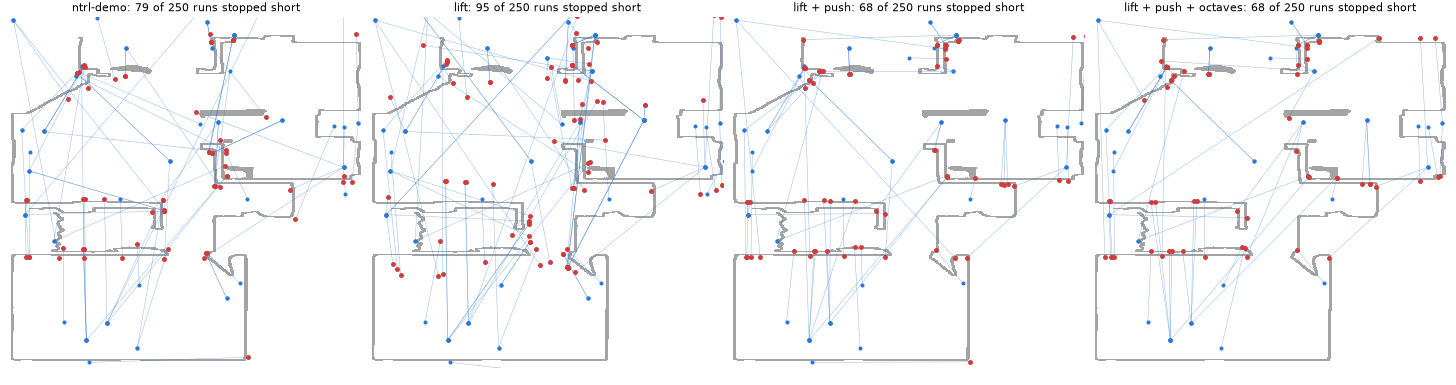 ntrl-demo: 79 of 250 runs stopped short
lift: 95 of 250 runs stopped short
lift + push: 68 of 250 runs stopped short
lift + push + octaves: 68 of 250 runs stopped short